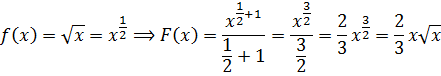 f(x) = √x = x^(1/2) ⟹ F(x) = x^(1/2+1) / (1/2 + 1) = x^(3/2) / (3/2) = 2/3 x^(3/2) = 2/3 x√x